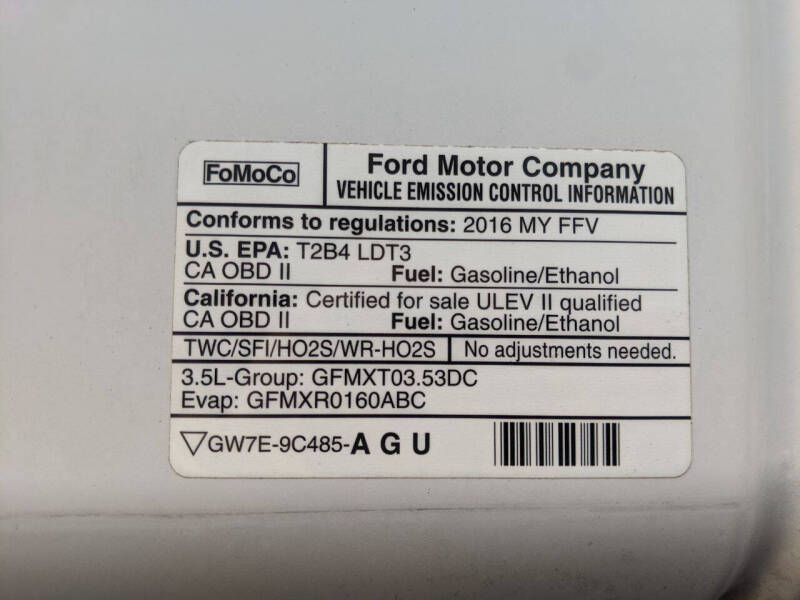 FoMoCo
Ford Motor Company
VEHICLE EMISSION CONTROL INFORMATION
Conforms to regulations: 2016 MY FFV
U.S. EPA: T2B4 LDT3
CA OBD II Fuel: Gasoline/Ethanol
California: Certified for sale ULEV II qualified
CA OBD II Fuel: Gasoline/Ethanol
TWC/SFI/HO2S/WR-HO2S No adjustments needed.
3.5L-Group: GFMXT03.53DC
Evap: GFMXR0160ABC
GW7E-9C485-A G U